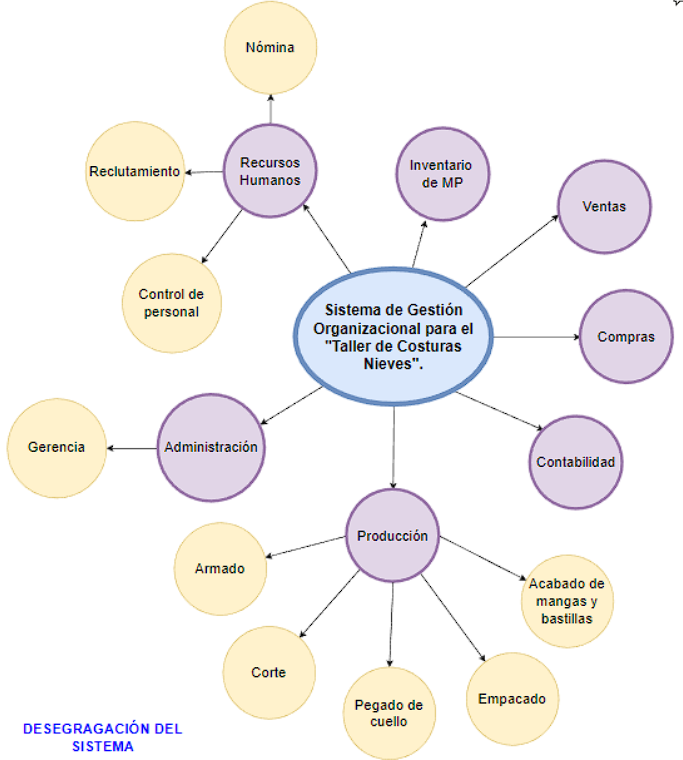 Nómina
Reclutamiento
Recursos
Humanos
Inventario
de MP
Ventas
Control de
personal
Sistema de Gestión
Organizacional para el
"Taller de Costuras
Nieves".
Compras
Gerencia
Administración
Contabilidad
Producción
Armado
Acabado de
mangas y
bastillas
Corte
Pegado de
cuello
Empacado
DESEGRAGACIÓN DEL
SISTEMA